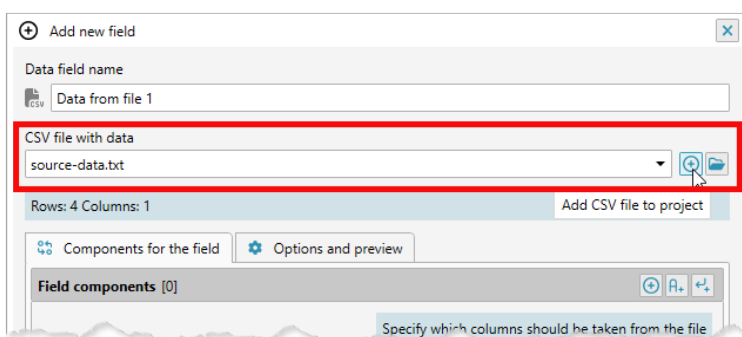 Add new field
Data field name
CSV Data from file 1
CSV file with data
source-data.txt
Rows: 4 Columns: 1
Add CSV file to project
Components for the field Options and preview
Field components [0]
A+
Specify which columns should be taken from the file